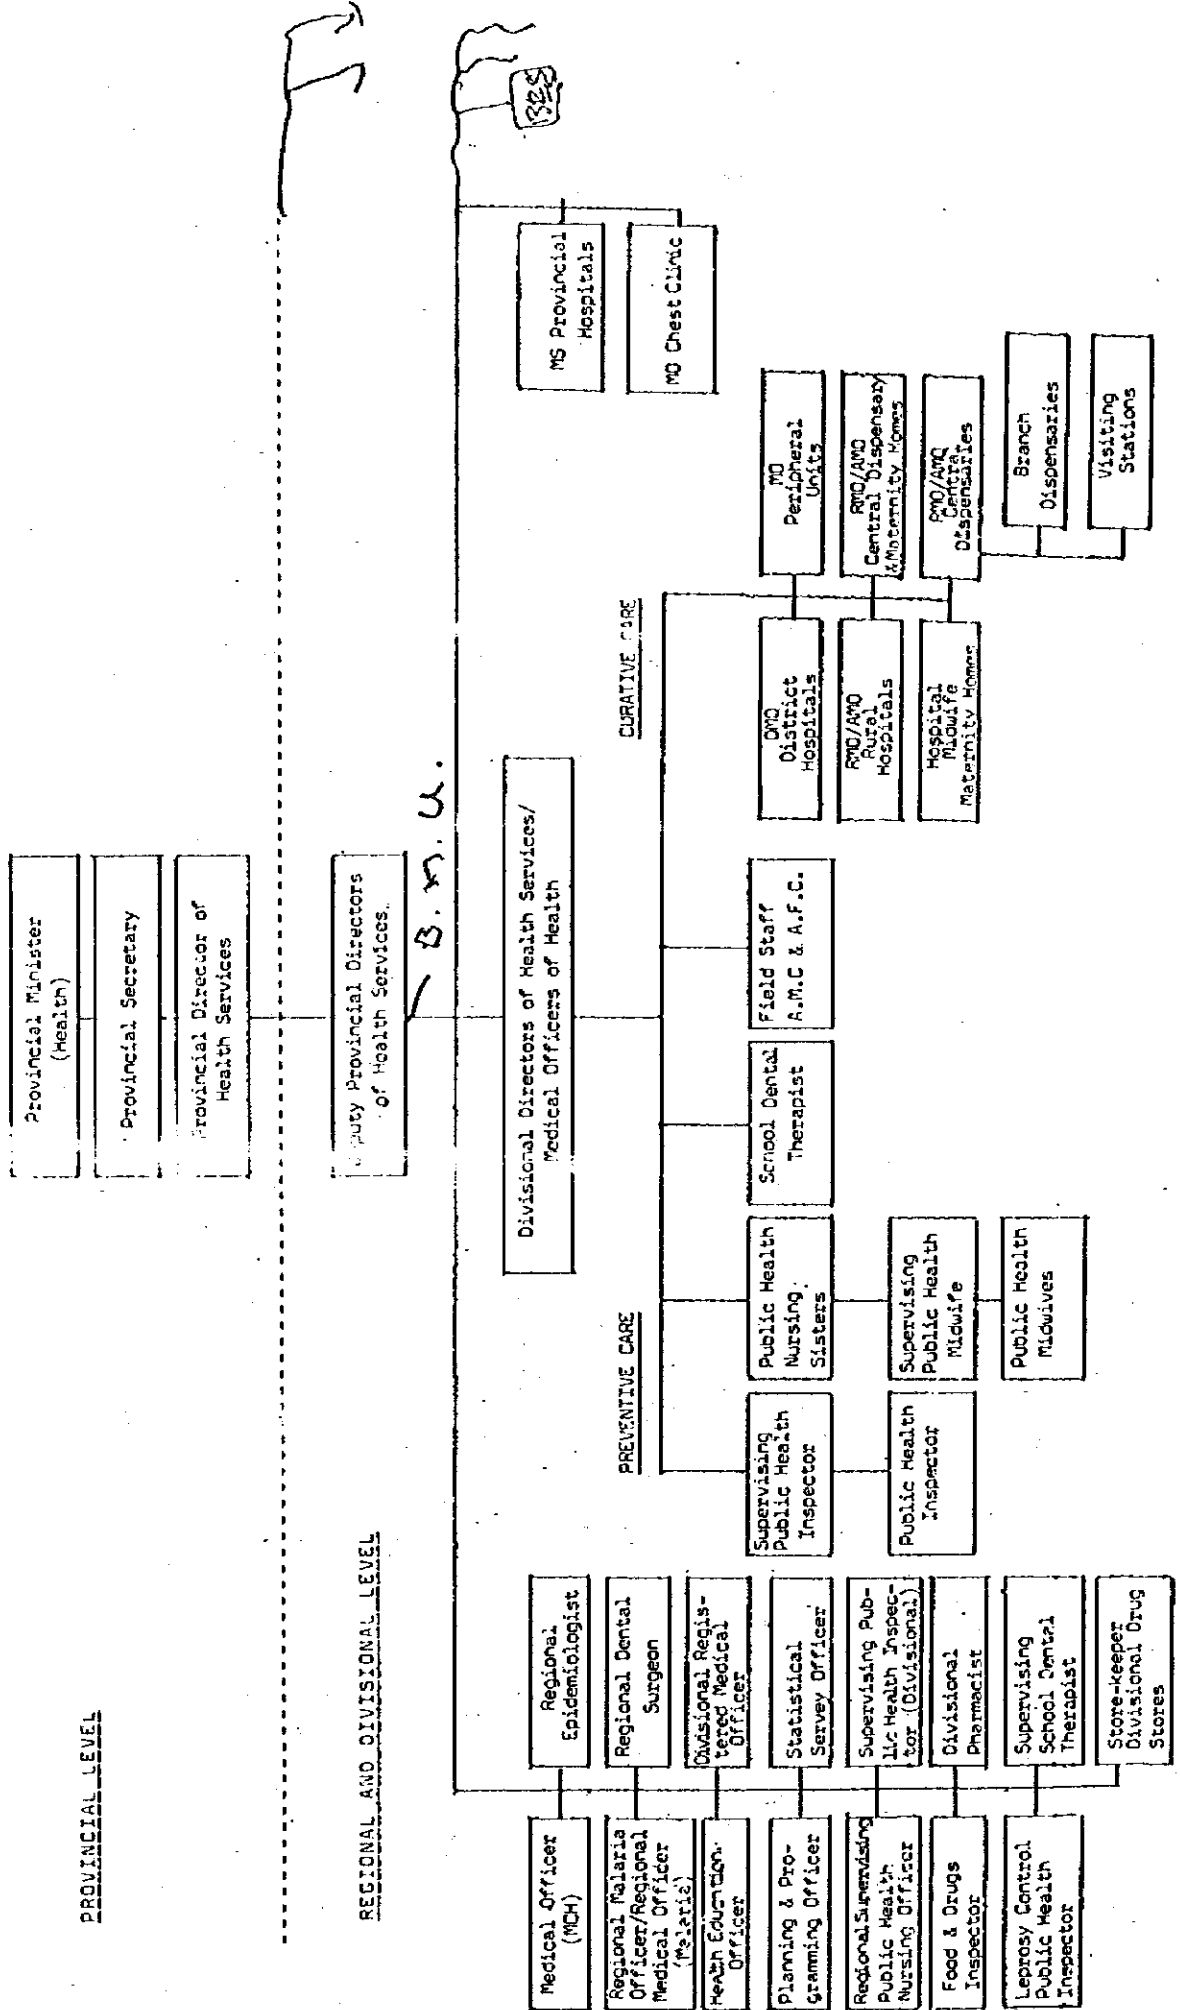 PROVINCIAL LEVEL
Provincial Minister
(Health)
Provincial Secretary
Provincial Director of
Health Services
REGIONAL AND DIVISIONAL LEVEL
Deputy Provincial Directors
of Health Services.
B.M.U.
BES
Divisional Directors of Health Services/
Medical Officers of Health
MS Provincial
Hospitals
MO Chest Clinic
PREVENTIVE CARE
CURATIVE CARE
Medical Officer
(MCH)
Regional
Epidemiologist
Regional Malaria
Officer/Regional
Medical Officer
(Malaria)
Regional Dental
Surgeon
Health Education
Officer
Divisional Regis-
tered Medical
Officer
Planning & Pro-
gramming Officer
Statistical
Survey Officer
Regional Supervising
Public Health
Nursing Officer
Supervising Pub-
lic Health Inspec-
tor (Divisional)
Food & Drugs
Inspector
Divisional
Pharmacist
Leprosy Control
Public Health
Inspector
Supervising
School Dental
Therapist
Store-keeper
Divisional Drug
Stores
Supervising
Public Health
Inspector
Public Health
Inspector
Public Health
Nursing
Sisters
Supervising
Public Health
Midwife
Public Health
Midwives
School Dental
Therapist
Field Staff
A.M.C & A.F.C.
DMO
District
Hospitals
MO
Peripheral
Units
RMO/AMO
Rural
Hospitals
RMO/AMO
Central Dispensary
& Maternity Homes
Hospital
Midwife
Maternity Homes
RMO/AMO
Central
Dispensaries
Branch
Dispensaries
Visiting
Stations